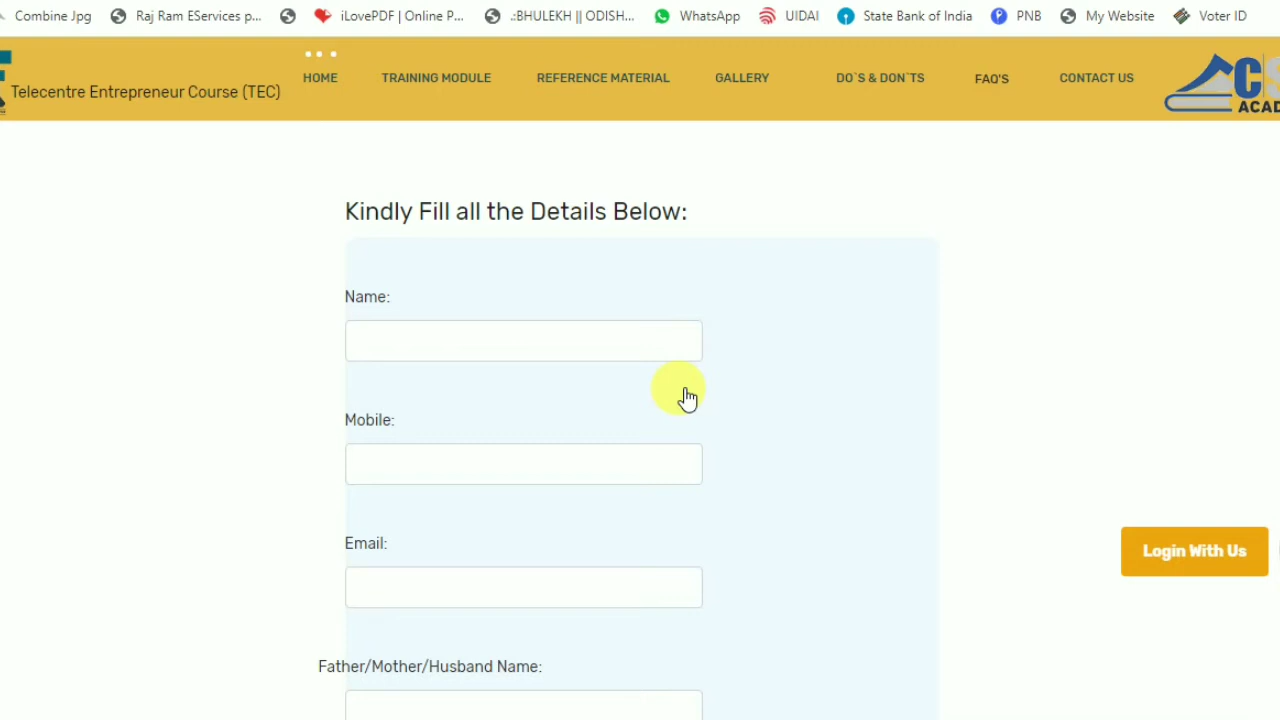 Combine Jpg
Raj Ram EServices p...
iLovePDF | Online P...
.:BHULEKH || ODISH...
WhatsApp
UIDAI
State Bank of India
PNB
My Website
Voter ID
Telecentre Entrepreneur Course (TEC)
HOME
TRAINING MODULE
REFERENCE MATERIAL
GALLERY
DO`S & DON`TS
FAQ'S
CONTACT US
CS
ACAD
Kindly Fill all the Details Below:
Name:
Mobile:
Email:
Login With Us
Father/Mother/Husband Name: